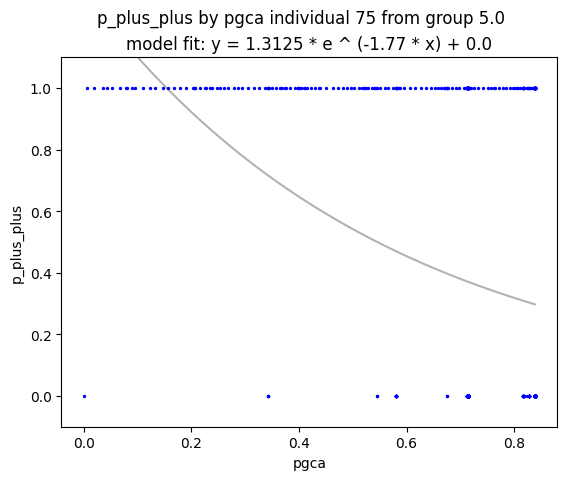 p_plus_plus by pgca individual 75 from group 5.0
model fit: y = 1.3125 * e ^ (-1.77 * x) + 0.0
1.0
0.8
0.6
0.4
0.2
0.0
p_plus_plus
0.0 0.2 0.4 0.6 0.8
pgca